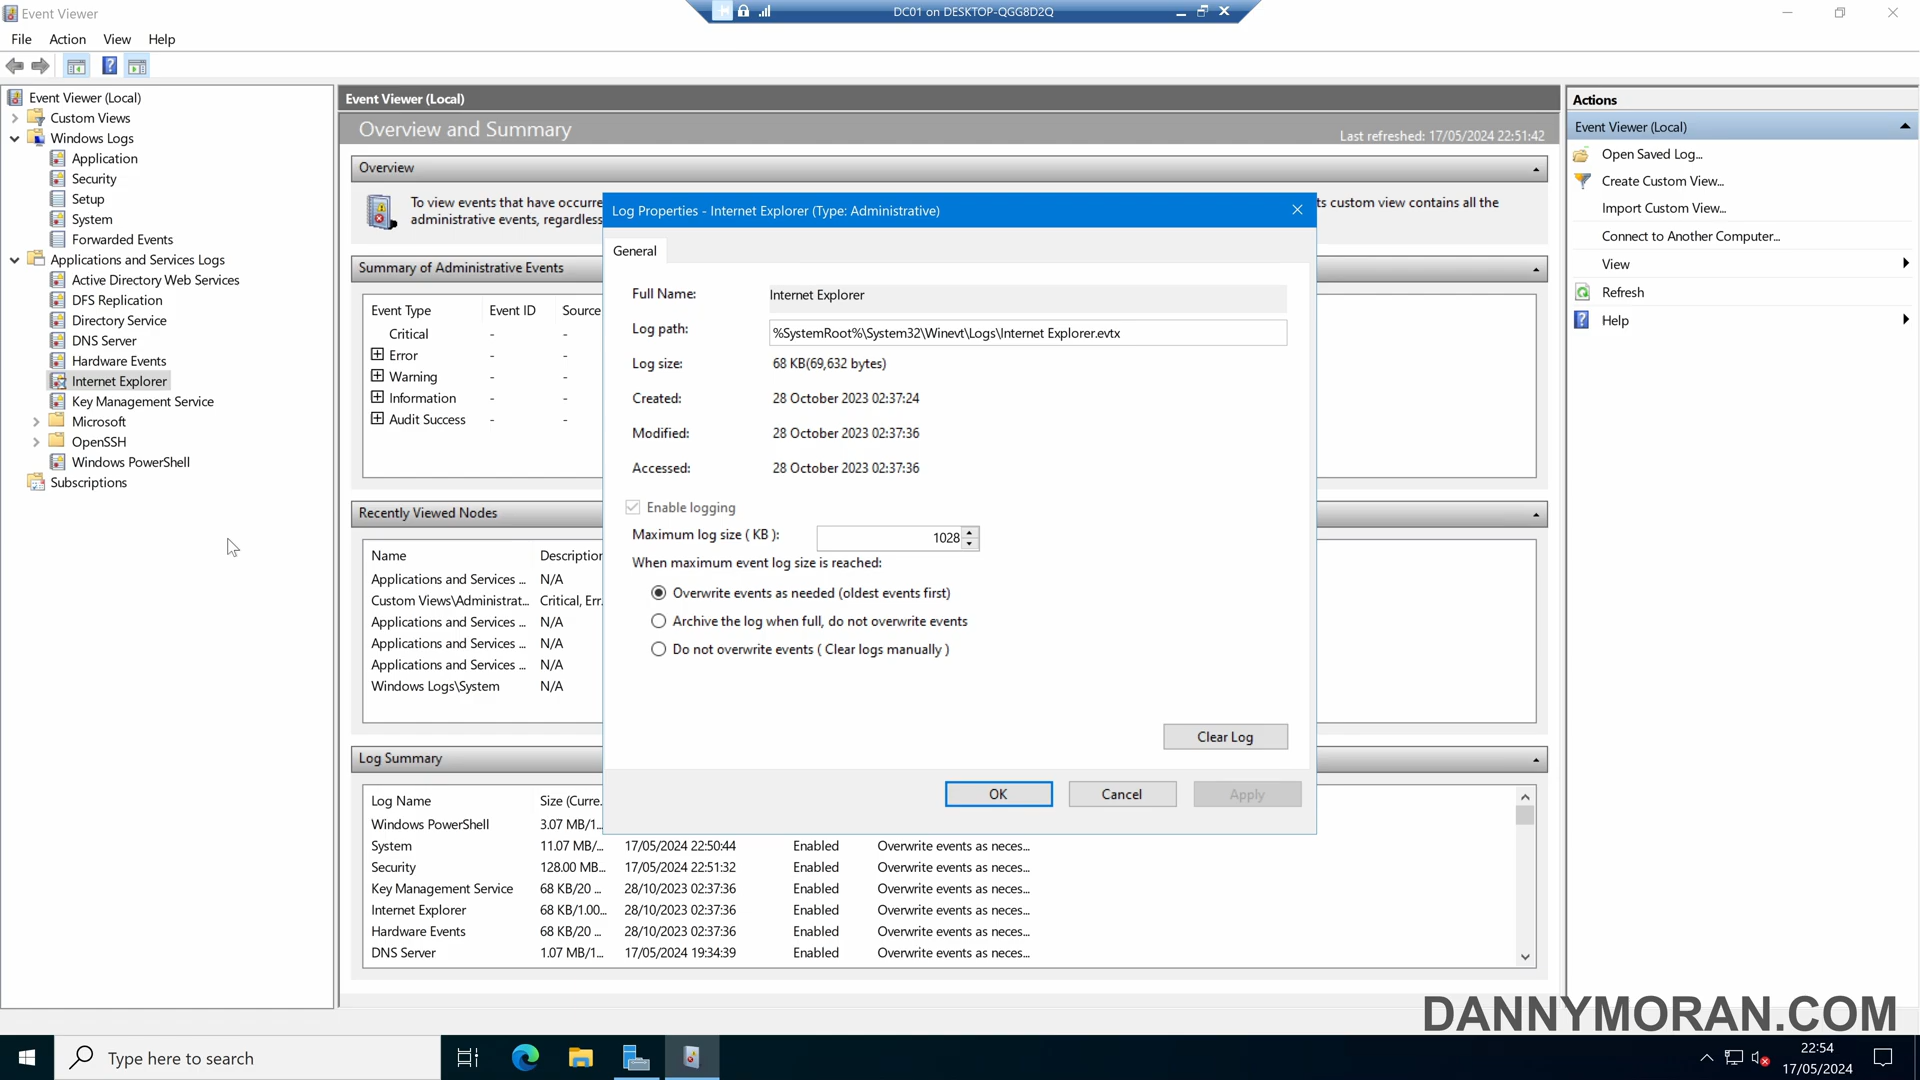 Event Viewer
DC01 on DESKTOP-QGG8D2Q
File Action View Help
Event Viewer (Local)
Custom Views
Windows Logs
Application
Security
Setup
System
Forwarded Events
Applications and Services Logs
Active Directory Web Services
DFS Replication
Directory Service
DNS Server
Hardware Events
Internet Explorer
Key Management Service
Microsoft
OpenSSH
Windows PowerShell
Subscriptions
Event Viewer (Local)
Overview and Summary
Last refreshed: 17/05/2024 22:51:42
Overview
To view events that have occurre
ts custom view contains all the
administrative events, regardless
Summary of Administrative Events
Event Type Event ID Source
Critical - -
Error - -
Warning - -
Information - -
Audit Success - -
Recently Viewed Nodes
Name Description
Applications and Services ... N/A
Custom Views\Administrat... Critical, Err.
Applications and Services ... N/A
Applications and Services ... N/A
Applications and Services ... N/A
Windows Logs\System N/A
Log Summary
Log Name Size (Curre.
Windows PowerShell 3.07 MB/1...
System 11.07 MB/... 17/05/2024 22:50:44 Enabled Overwrite events as neces...
Security 128.00 MB... 17/05/2024 22:51:32 Enabled Overwrite events as neces...
Key Management Service 68 KB/20 ... 28/10/2023 02:37:36 Enabled Overwrite events as neces...
Internet Explorer 68 KB/1.00... 28/10/2023 02:37:36 Enabled Overwrite events as neces...
Hardware Events 68 KB/20 ... 28/10/2023 02:37:36 Enabled Overwrite events as neces...
DNS Server 1.07 MB/1... 17/05/2024 19:34:39 Enabled Overwrite events as neces...
Log Properties - Internet Explorer (Type: Administrative)
General
Full Name: Internet Explorer
Log path: %SystemRoot%\System32\Winevt\Logs\Internet Explorer.evtx
Log size: 68 KB(69,632 bytes)
Created: 28 October 2023 02:37:24
Modified: 28 October 2023 02:37:36
Accessed: 28 October 2023 02:37:36
Enable logging
Maximum log size ( KB ): 1028
When maximum event log size is reached:
Overwrite events as needed (oldest events first)
Archive the log when full, do not overwrite events
Do not overwrite events ( Clear logs manually )
Clear Log
OK Cancel Apply
Actions
Event Viewer (Local)
Open Saved Log...
Create Custom View...
Import Custom View...
Connect to Another Computer...
View
Refresh
Help
DANNYMORAN.COM
Type here to search
22:54
17/05/2024